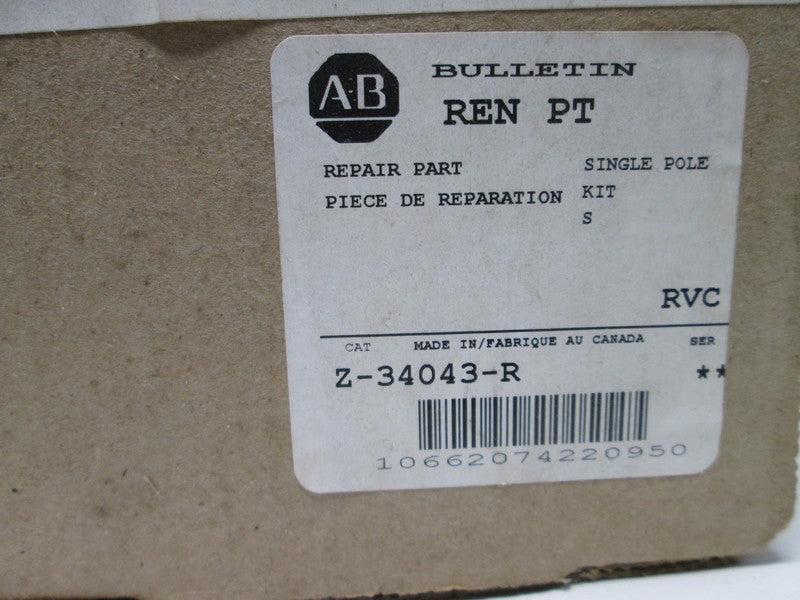 A-B
BULLETIN
REN PT
REPAIR PART
PIECE DE REPARATION
SINGLE POLE
KIT
S
RVC
CAT MADE IN/FABRIQUE AU CANADA SER
Z-34043-R **
10662074220950